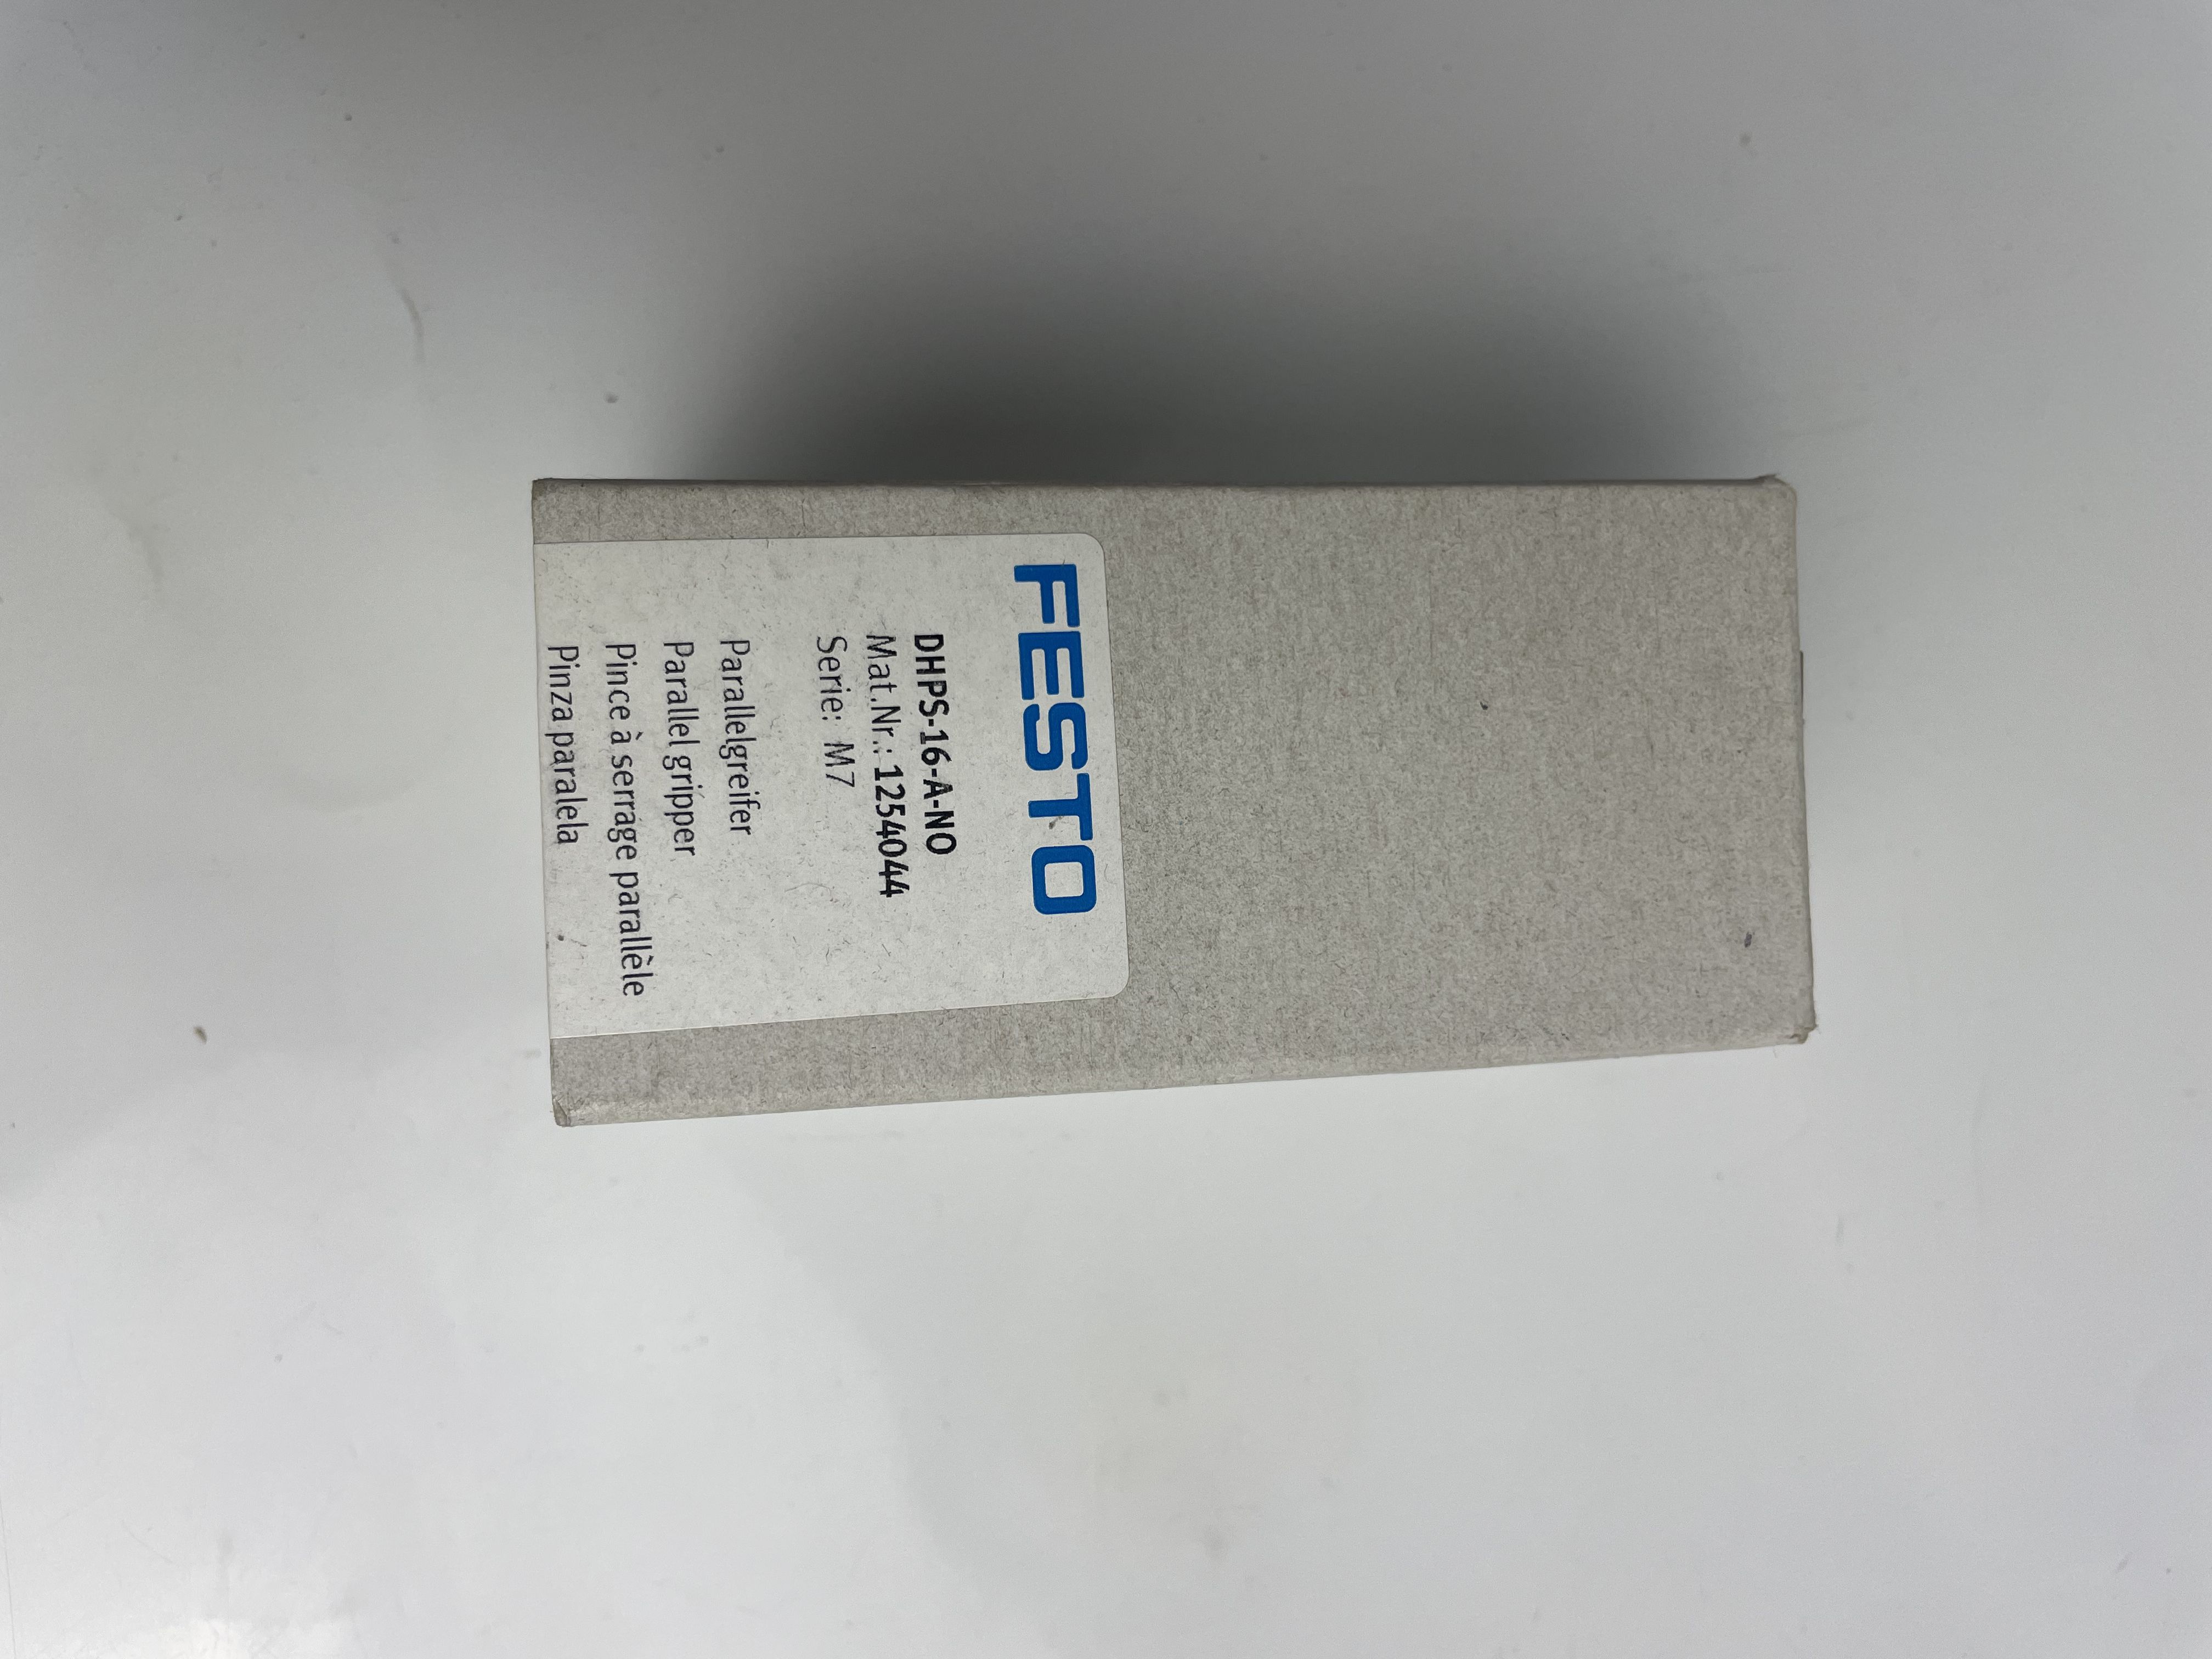 FESTO
DHPS-16-A-NO
Mat.Nr.: 1254044
Serie: M7
Parallelgreifer
Parallel gripper
Pince à serrage parallèle
Pinza paralela